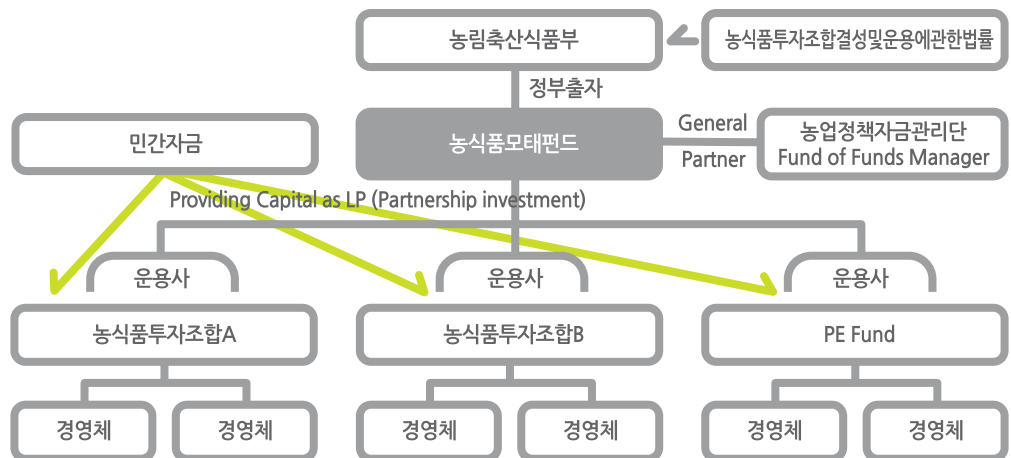 농림축산식품부
농식품투자조합결성및운용에관한법률
정부출자
민간자금
농식품모태펀드
General
Partner
농업정책자금관리단
Fund of Funds Manager
Providing Capital as LP (Partnership investment)
운용사
운용사
운용사
농식품투자조합A
농식품투자조합B
PE Fund
경영체
경영체
경영체
경영체
경영체
경영체